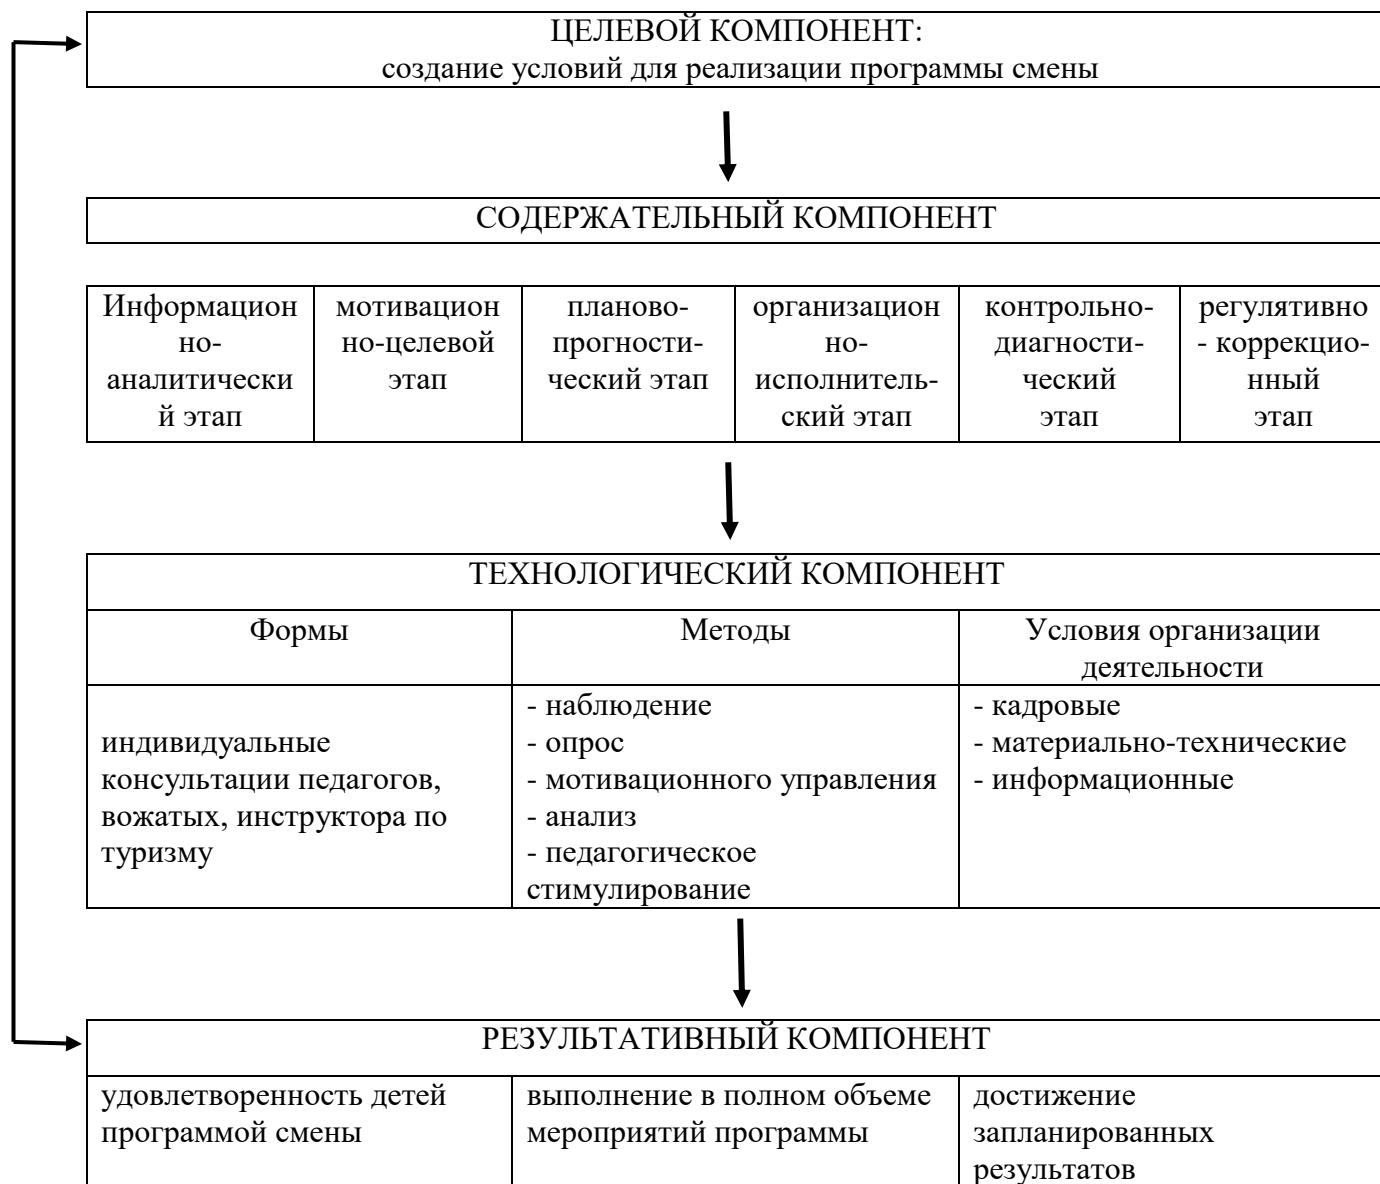 ЦЕЛЕВОЙ КОМПОНЕНТ:
создание условий для реализации программы смены
СОДЕРЖАТЕЛЬНЫЙ КОМПОНЕНТ
Информацион
но-
аналитически
й этап
мотивацион
но-целевой
этап
планово-
прогности-
ческий этап
организацион
но-
исполнитель-
ский этап
контрольно-
диагности-
ческий
этап
регулятивно
- коррекцио-
нный
этап
ТЕХНОЛОГИЧЕСКИЙ КОМПОНЕНТ
Формы
Методы
Условия организации
деятельности
индивидуальные
консультации педагогов,
вожатых, инструктора по
туризму
- наблюдение
- опрос
- мотивационного управления
- анализ
- педагогическое
стимулирование
- кадровые
- материально-технические
- информационные
РЕЗУЛЬТАТИВНЫЙ КОМПОНЕНТ
удовлетворенность детей
программой смены
выполнение в полном объеме
мероприятий программы
достижение
запланированных
результатов